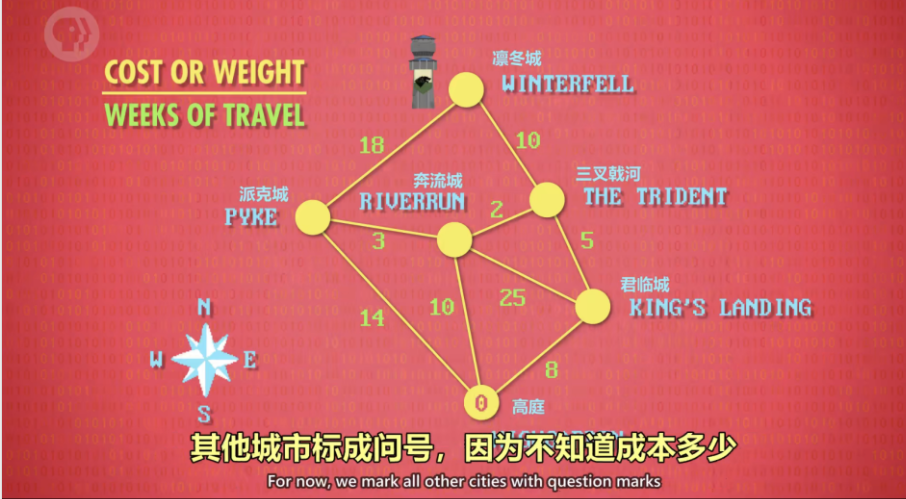 PBS
COST OR WEIGHT
WEEKS OF TRAVEL
凛冬城
WINTERFELL
18
10
派克城
PYKE
奔流城
RIVERRUN
三叉戟河
THE TRIDENT
2
3
5
14
10
25
君临城
KING'S LANDING
8
N
W
E
S
0
高庭
其他城市标成问号，因为不知道成本多少
For now, we mark all other cities with question marks